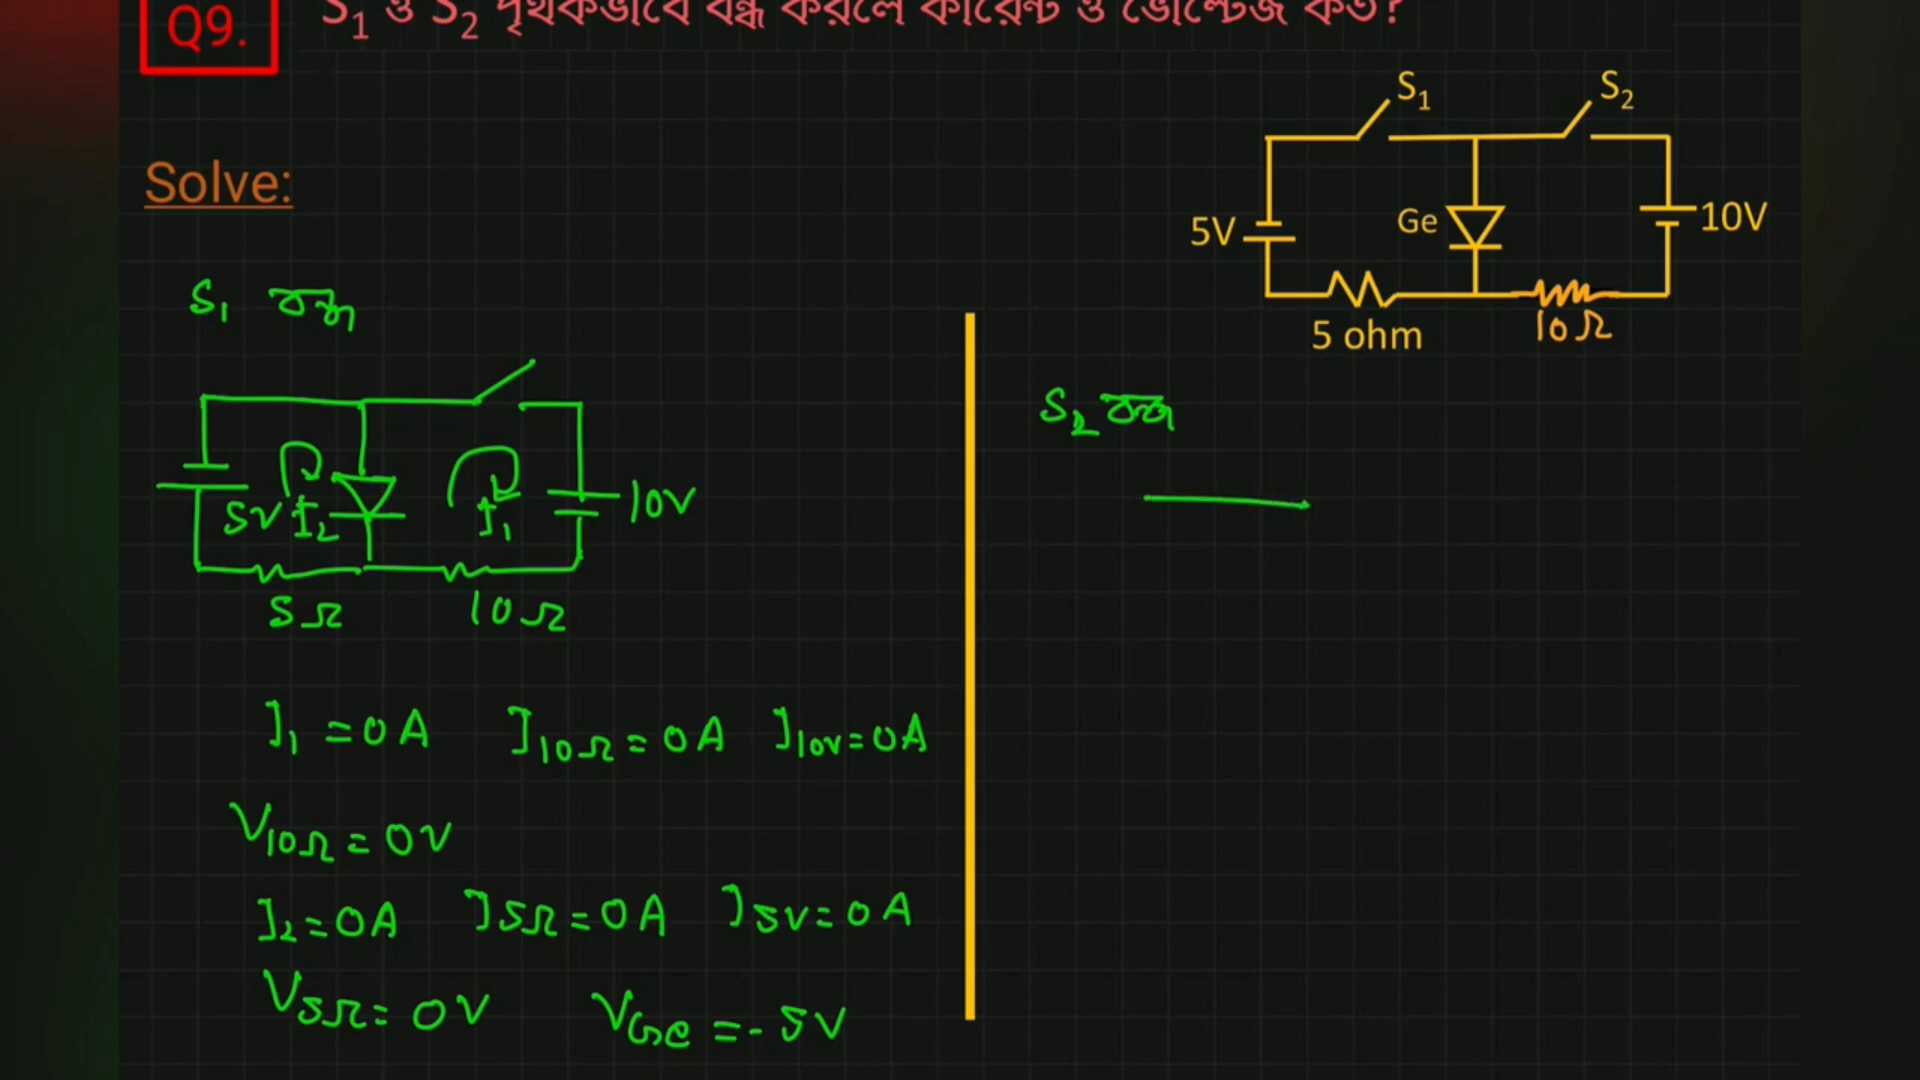 Q9. S₁ ও S₂ পৃথকভাবে বন্ধ করলে কারেন্ট ও ভোল্টেজ কত?
S₁ S₂
5V Ge 10V
5 ohm 10Ω
Solve:
S₁ বন্ধ
5V I₂ I₁ 10V
5Ω 10Ω
I₁ = 0A I₁₀Ω = 0A I₁₀ᵥ = 0A
V₁₀Ω = 0V
I₂ = 0A I₅Ω = 0A I₅ᵥ = 0A
V₅Ω = 0V V_Ge = -5V
S₂ বন্ধ